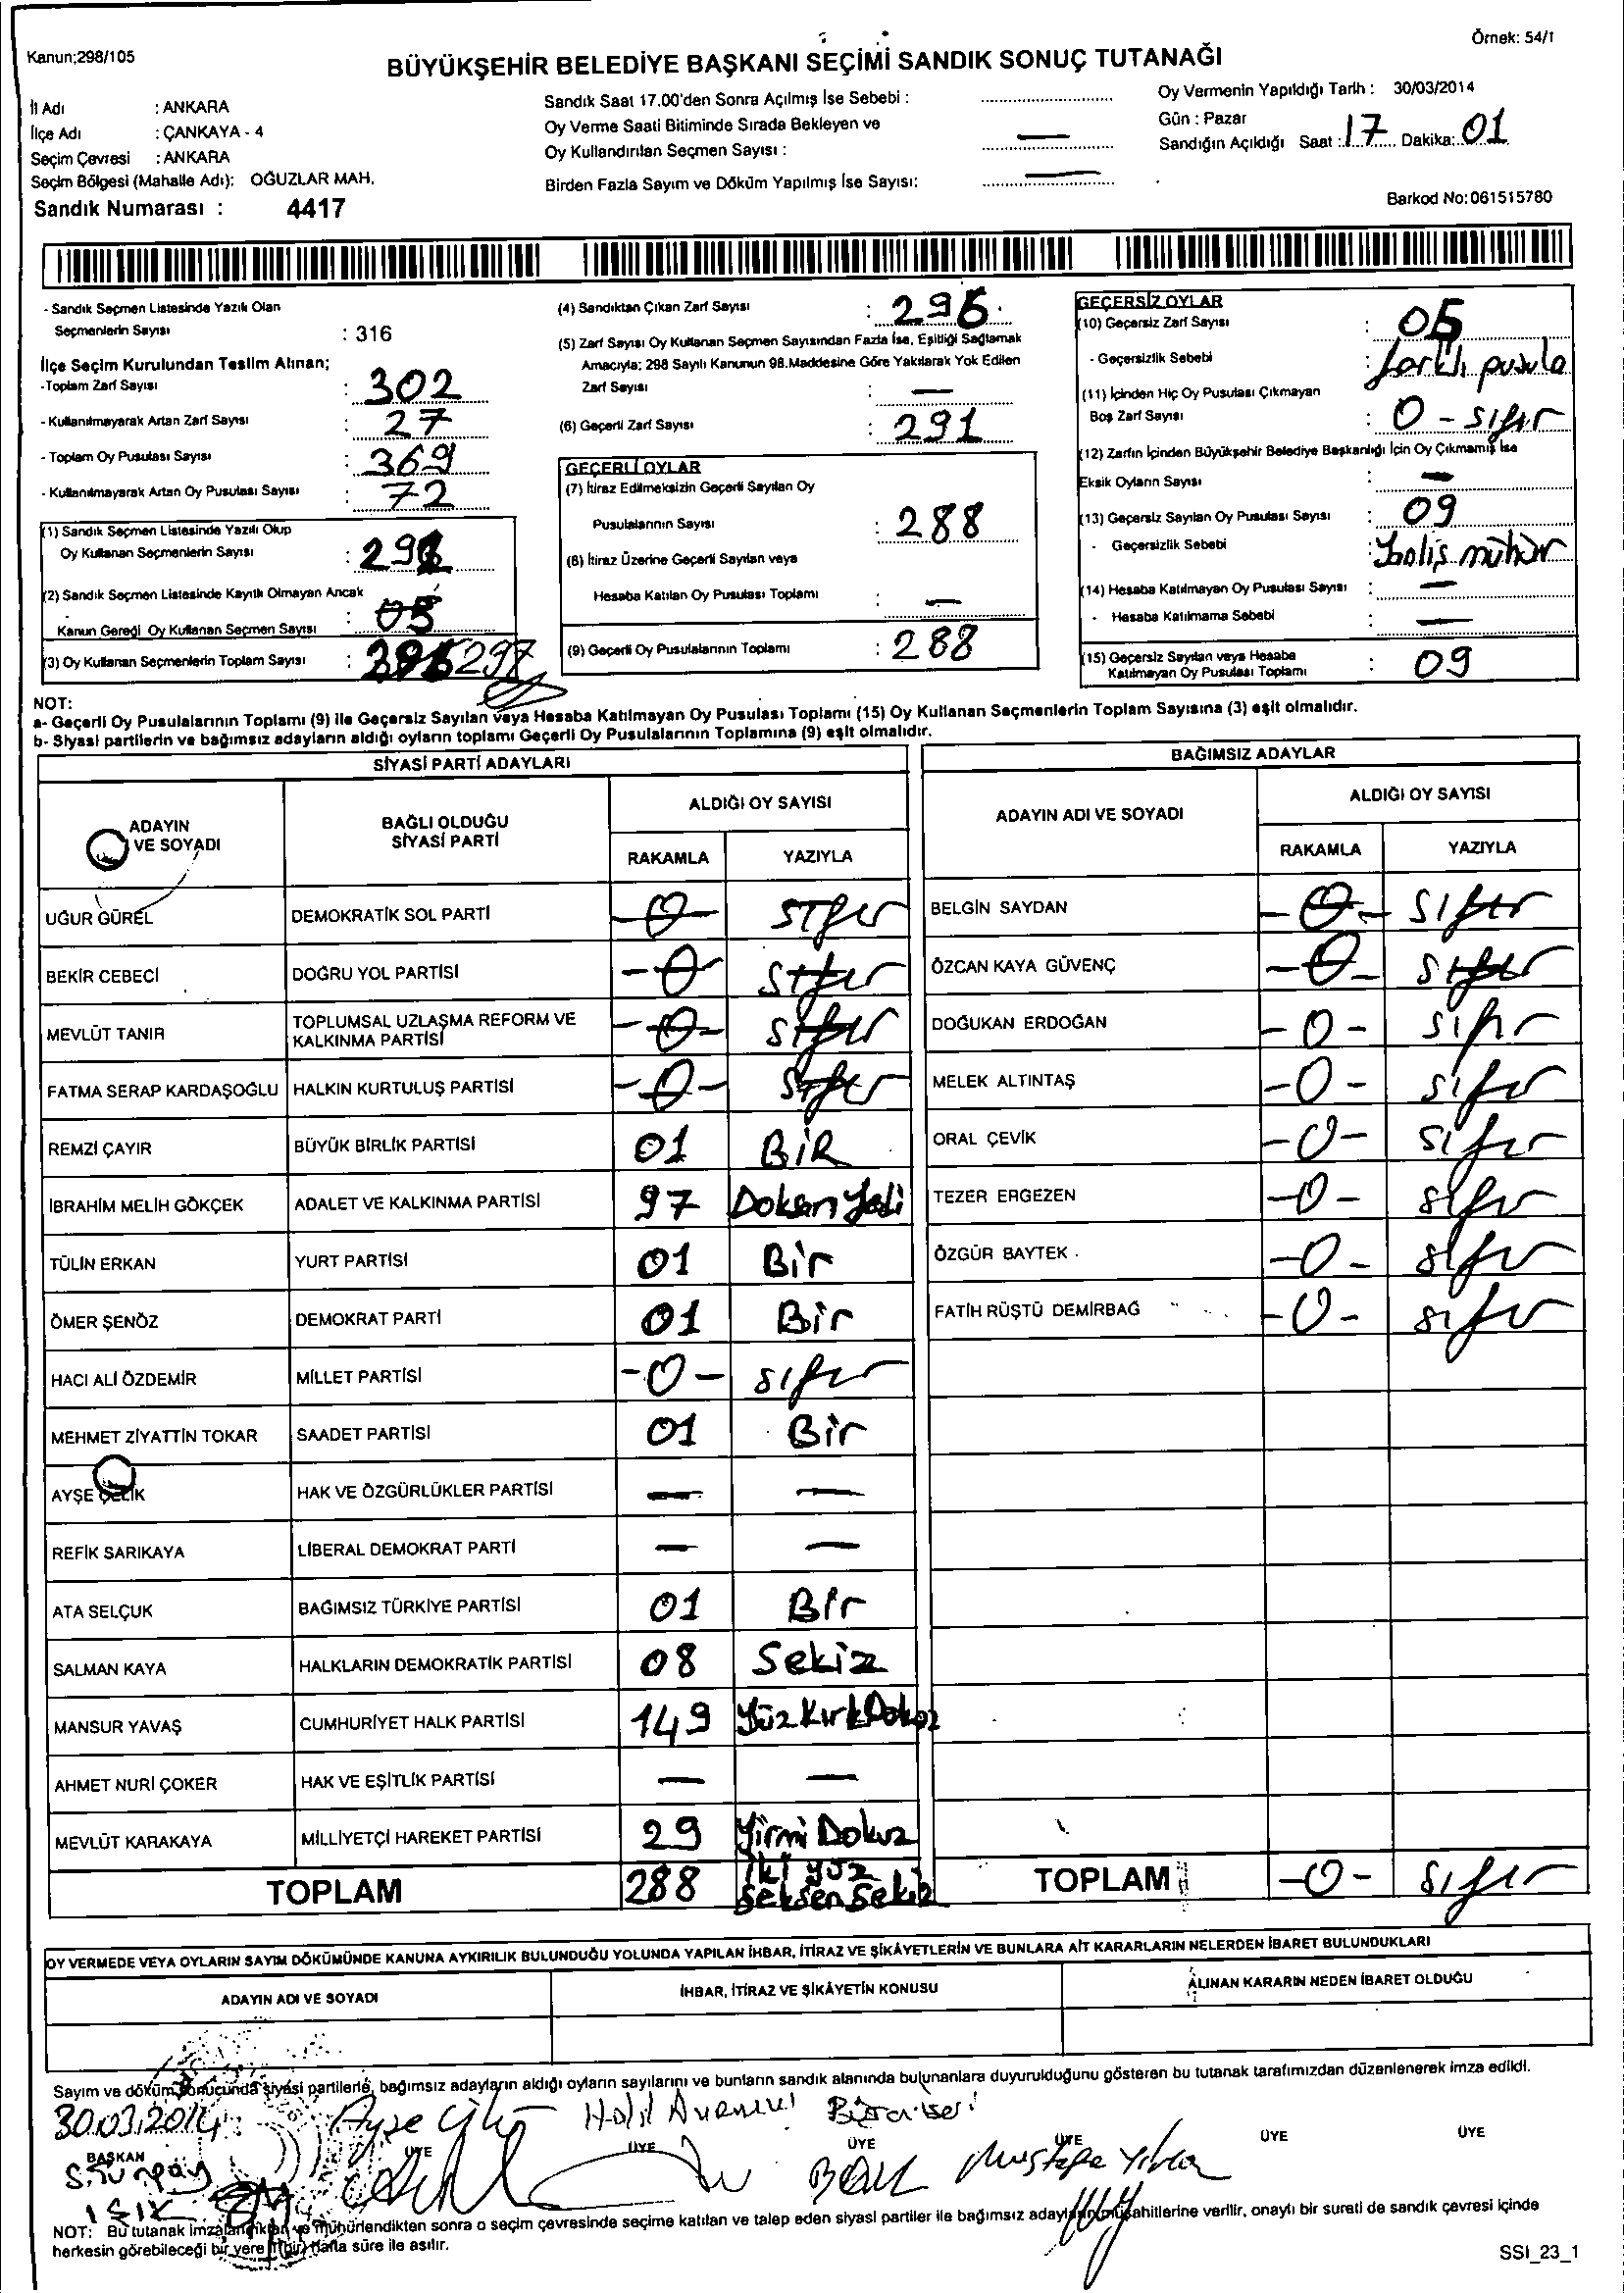 Kanun;298/105
Örnek: 54/1
BÜYÜKŞEHİR BELEDİYE BAŞKANI SEÇİMİ SANDIK SONUÇ TUTANAĞI
İl Adı : ANKARA
İlçe Adı : ÇANKAYA - 4
Seçim Çevresi : ANKARA
Seçim Bölgesi (Mahalle Adı): OĞUZLAR MAH.
Sandık Numarası : 4417
Sandık Saat 17.00'den Sonra Açılmış İse Sebebi :
Oy Verme Saati Bitiminde Sırada Bekleyen ve
Oy Kullandırılan Seçmen Sayısı : —
Birden Fazla Sayım ve Döküm Yapılmış İse Sayısı: —
Oy Vermenin Yapıldığı Tarih : 30/03/2014
Gün : Pazar
Sandığın Açıldığı Saat : 17 Dakika: 01
Barkod No:061515780
- Sandık Seçmen Listesinde Yazılı Olan
Seçmenlerin Sayısı : 316
İlçe Seçim Kurulundan Teslim Alınan;
-Toplam Zarf Sayısı : 302
- Kullanılmayarak Artan Zarf Sayısı : 27
- Toplam Oy Pusulası Sayısı : 369
- Kullanılmayarak Artan Oy Pusulası Sayısı : 72
(1) Sandık Seçmen Listesinde Yazılı Olup
Oy Kullanan Seçmenlerin Sayısı :
(2) Sandık Seçmen Listesinde Kayıtlı Olmayan Ancak
Kanun Gereği Oy Kullanan Seçmen Sayısı : 05
(3) Oy Kullanan Seçmenlerin Toplam Sayısı : 297
(4) Sandıktan Çıkan Zarf Sayısı : 296
(5) Zarf Sayısı Oy Kullanan Seçmen Sayısından Fazla İse, Eşitliği Sağlamak
Amacıyla; 298 Sayılı Kanunun 98.Maddesine Göre Yakılarak Yok Edilen
Zarf Sayısı : —
(6) Geçerli Zarf Sayısı : 291
GEÇERLİ OYLAR
(7) İtiraz Edilmeksizin Geçerli Sayılan Oy
Pusulalarının Sayısı : 288
(8) İtiraz Üzerine Geçerli Sayılan veya
Hesaba Katılan Oy Pusulası Toplamı : —
(9) Geçerli Oy Pusulalarının Toplamı : 288
GEÇERSİZ OYLAR
(10) Geçersiz Zarf Sayısı : 05
- Geçersizlik Sebebi : farklı pusula
(11) İçinden Hiç Oy Pusulası Çıkmayan
Boş Zarf Sayısı : 0 - sıfır
(12) Zarfın İçinden Büyükşehir Belediye Başkanlığı İçin Oy Çıkmamış İse
Eksik Oyların Sayısı —
(13) Geçersiz Sayılan Oy Pusulası Sayısı : 09
- Geçersizlik Sebebi : Yanlış mühür
(14) Hesaba Katılmayan Oy Pusulası Sayısı : —
- Hesaba Katılmama Sebebi : —
(15) Geçersiz Sayılan veya Hesaba
Katılmayan Oy Pusulası Toplamı : 09
NOT:
a- Geçerli Oy Pusulalarının Toplamı (9) ile Geçersiz Sayılan veya Hesaba Katılmayan Oy Pusulası Toplamı (15) Oy Kullanan Seçmenlerin Toplam Sayısına (3) eşit olmalıdır.
b- Siyasi partilerin ve bağımsız adayların aldığı oyların toplamı Geçerli Oy Pusulalarının Toplamına (9) eşit olmalıdır.
SİYASİ PARTİ ADAYLARI
ADAYIN
VE SOYADI
BAĞLI OLDUĞU
SİYASİ PARTİ
ALDIĞI OY SAYISI
RAKAMLA YAZIYLA
UĞUR GÜREL DEMOKRATİK SOL PARTİ -0- sıfır
BEKİR CEBECİ DOĞRU YOL PARTİSİ -0- sıfır
MEVLÜT TANIR TOPLUMSAL UZLAŞMA REFORM VE
KALKINMA PARTİSİ -0- sıfır
FATMA SERAP KARDAŞOĞLU HALKIN KURTULUŞ PARTİSİ -0- sıfır
REMZİ ÇAYIR BÜYÜK BİRLİK PARTİSİ 01 BİR
İBRAHİM MELİH GÖKÇEK ADALET VE KALKINMA PARTİSİ 97 Doksan Yedi
TÜLİN ERKAN YURT PARTİSİ 01 Bir
ÖMER ŞENÖZ DEMOKRAT PARTİ 01 Bir
HACI ALİ ÖZDEMİR MİLLET PARTİSİ -0- sıfır
MEHMET ZİYATTİN TOKAR SAADET PARTİSİ 01 Bir
AYŞE ÇELİK HAK VE ÖZGÜRLÜKLER PARTİSİ — —
REFİK SARIKAYA LİBERAL DEMOKRAT PARTİ — —
ATA SELÇUK BAĞIMSIZ TÜRKİYE PARTİSİ 01 Bir
SALMAN KAYA HALKLARIN DEMOKRATİK PARTİSİ 08 Sekiz
MANSUR YAVAŞ CUMHURİYET HALK PARTİSİ 149 Yüz Kırk Dokuz
AHMET NURİ ÇOKER HAK VE EŞİTLİK PARTİSİ — —
MEVLÜT KARAKAYA MİLLİYETÇİ HAREKET PARTİSİ 29 Yirmi Dokuz
TOPLAM 288 İki yüz
Seksen Sekiz
BAĞIMSIZ ADAYLAR
ADAYIN ADI VE SOYADI
ALDIĞI OY SAYISI
RAKAMLA YAZIYLA
BELGİN SAYDAN -0- sıfır
ÖZCAN KAYA GÜVENÇ -0- sıfır
DOĞUKAN ERDOĞAN -0- sıfır
MELEK ALTINTAŞ -0- sıfır
ORAL ÇEVİK -0- sıfır
TEZER ERGEZEN -0- sıfır
ÖZGÜR BAYTEK -0- sıfır
FATİH RÜŞTÜ DEMİRBAĞ -0- sıfır
TOPLAM -0- sıfır
OY VERMEDE VEYA OYLARIN SAYIM DÖKÜMÜNDE KANUNA AYKIRILIK BULUNDUĞU YOLUNDA YAPILAN İHBAR, İTİRAZ VE ŞİKÂYETLERİN VE BUNLARA AİT KARARLARIN NELERDEN İBARET BULUNDUKLARI
ADAYIN ADI VE SOYADI
İHBAR, İTİRAZ VE ŞİKÂYETİN KONUSU
ALINAN KARARIN NEDEN İBARET OLDUĞU
Sayım ve döküm sonucunda siyasi partilerle, bağımsız adayların aldığı oyların sayılarını ve bunların sandık alanında bulunanlara duyurulduğunu gösteren bu tutanak tarafımızdan düzenlenerek imza edildi.
30.03.2014 Ayşe Halil
BAŞKAN ÜYE ÜYE ÜYE ÜYE ÜYE ÜYE
Mustafa
IŞIK
NOT: Bu tutanak imzalandıktan ve mühürlendikten sonra o seçim çevresinde seçime katılan ve talep eden siyasi partiler ile bağımsız adayların müşahitlerine verilir, onaylı bir sureti de sandık çevresi içinde
herkesin görebileceği bir yere 1 (bir) hafta süre ile asılır.
SSI_23_1